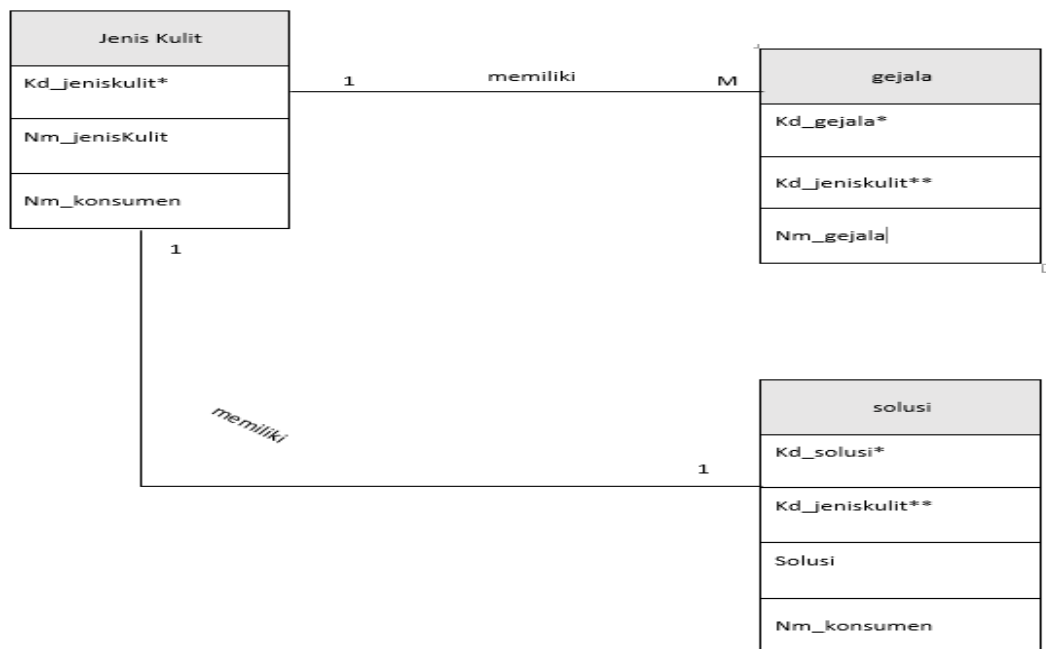 Jenis Kulit
Kd_jeniskulit*
Nm_jenisKulit
Nm_konsumen
1
memiliki
M
gejala
Kd_gejala*
Kd_jeniskulit**
Nm_gejala
1
memiliki
1
solusi
Kd_solusi*
Kd_jeniskulit**
Solusi
Nm_konsumen